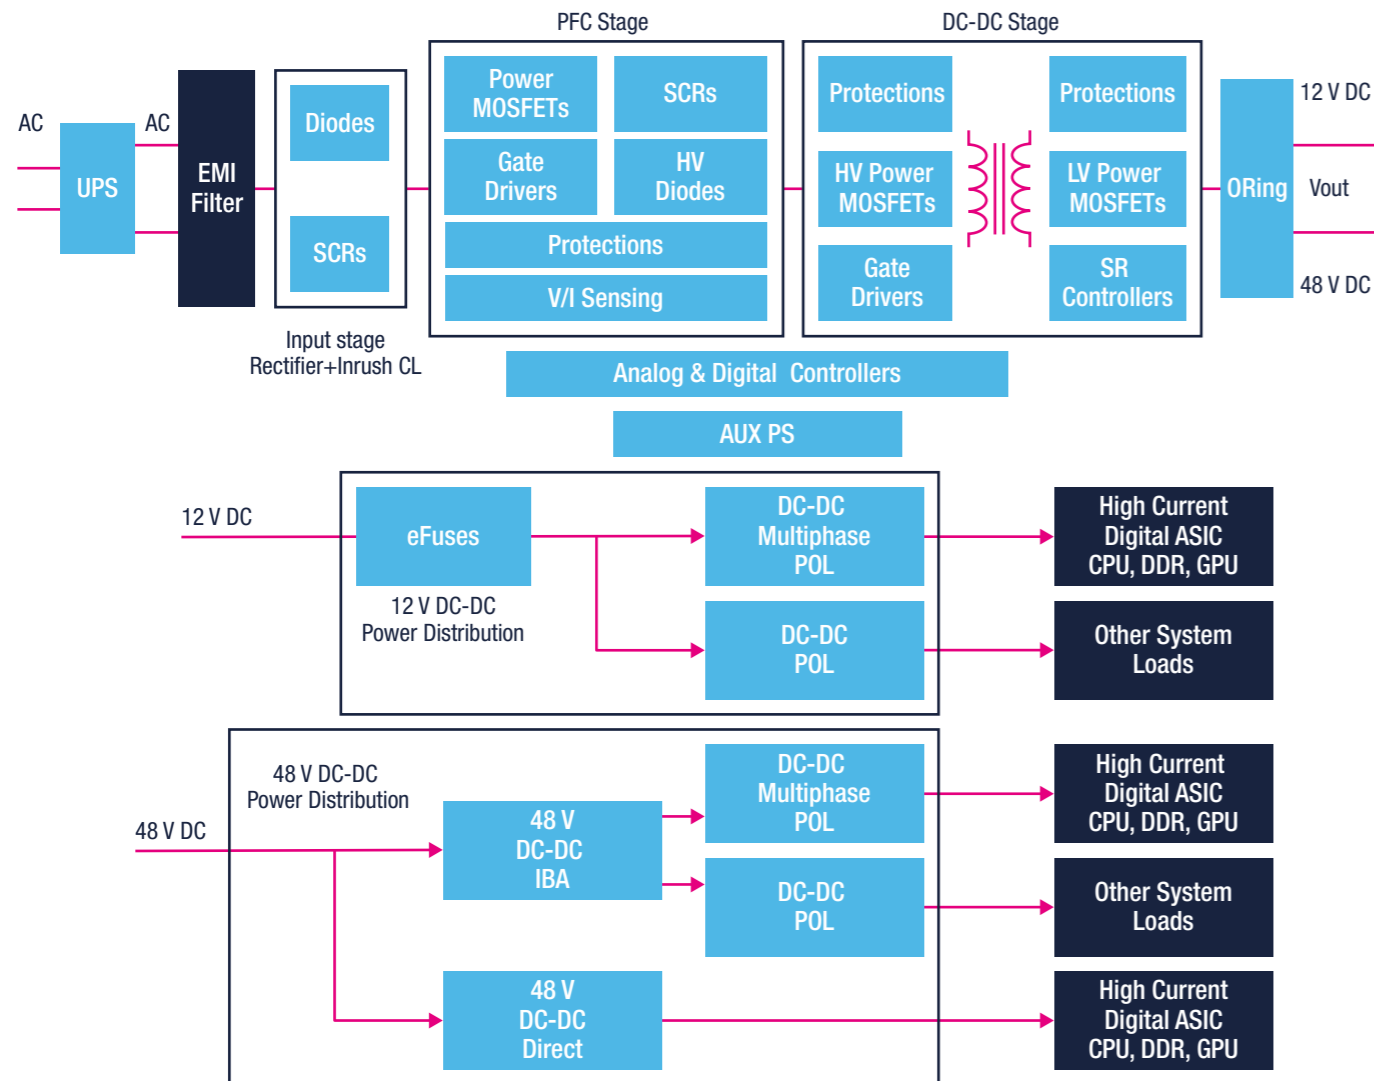 PFC Stage
DC-DC Stage
AC
UPS
AC
EMI
Filter
Diodes
SCRs
Input stage
Rectifier+Inrush CL
Power
MOSFETs
SCRs
Gate
Drivers
HV
Diodes
Protections
V/I Sensing
Protections
HV Power
MOSFETs
Gate
Drivers
Protections
LV Power
MOSFETs
SR
Controllers
ORing
12 V DC
Vout
48 V DC
Analog & Digital Controllers
AUX PS
12 V DC
eFuses
12 V DC-DC
Power Distribution
DC-DC
Multiphase
POL
High Current
Digital ASIC
CPU, DDR, GPU
DC-DC
POL
Other System
Loads
48 V DC-DC
Power Distribution
48 V DC
48 V
DC-DC
IBA
DC-DC
Multiphase
POL
High Current
Digital ASIC
CPU, DDR, GPU
DC-DC
POL
Other System
Loads
48 V
DC-DC
Direct
High Current
Digital ASIC
CPU, DDR, GPU